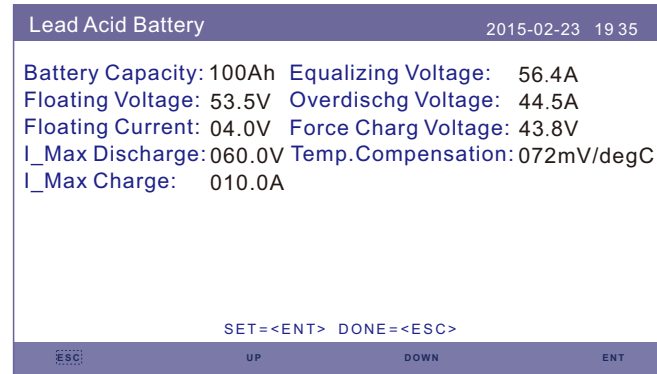 Lead Acid Battery 2015-02-23 19 35
Battery Capacity: 100Ah Equalizing Voltage: 56.4A
Floating Voltage: 53.5V Overdischg Voltage: 44.5A
Floating Current: 04.0V Force Charg Voltage: 43.8V
I_Max Discharge: 060.0V Temp.Compensation: 072mV/degC
I_Max Charge: 010.0A
SET=<ENT> DONE=<ESC>
ESC UP DOWN ENT